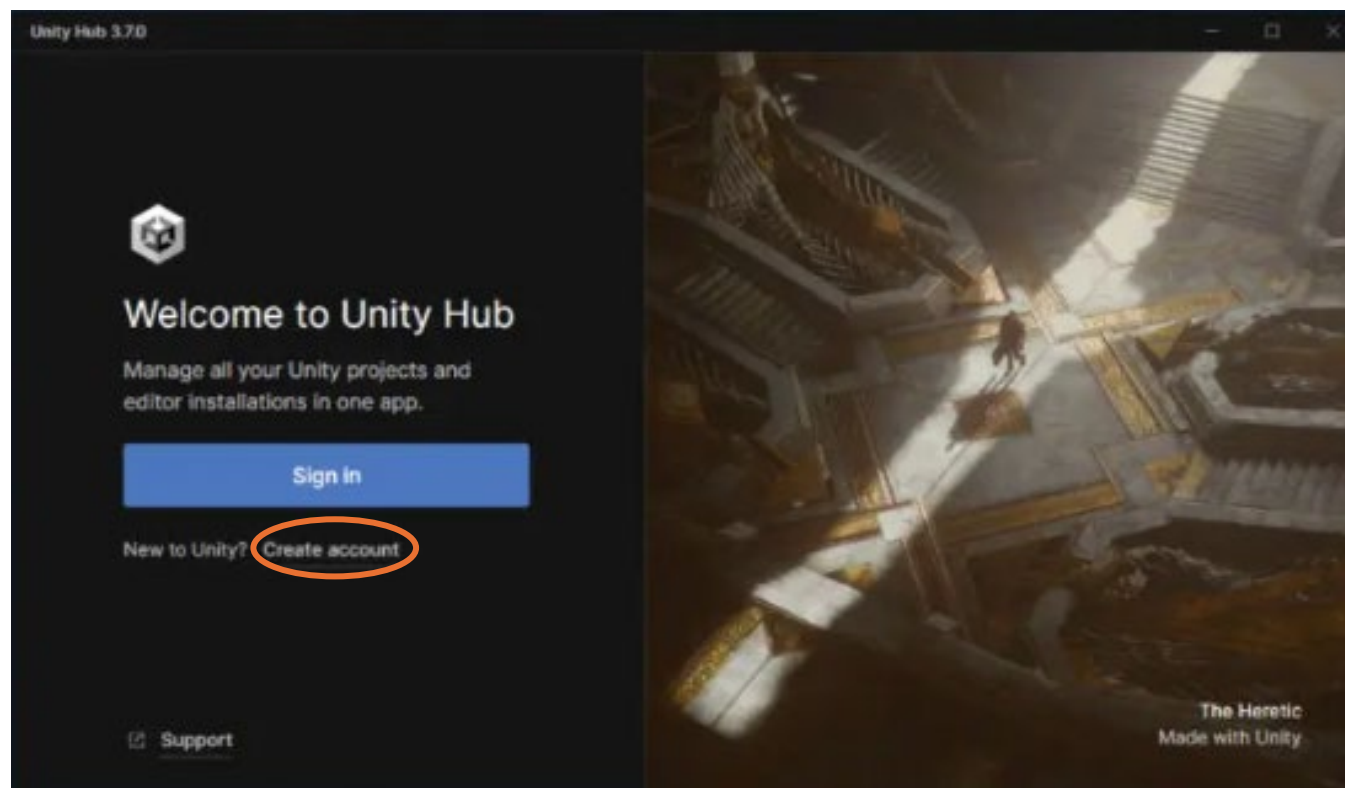 Unity Hub 3.7.0
Welcome to Unity Hub
Manage all your Unity projects and
editor installations in one app.
Sign in
New to Unity? Create account
Support
The Heretic
Made with Unity